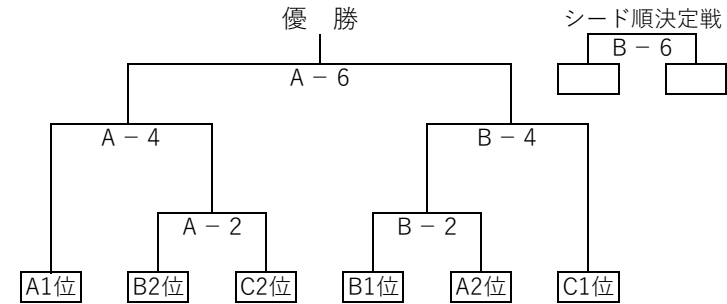 優　勝
シード順決定戦
B－6
A－6
A－4
B－4
A－2
B－2
A1位
B2位
C2位
B1位
A2位
C1位